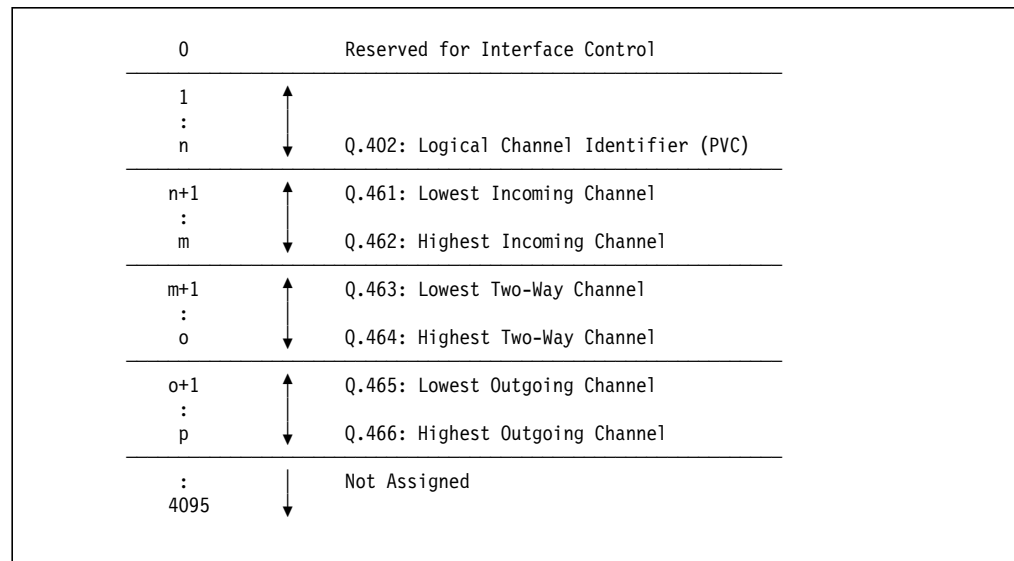 0 Reserved for Interface Control
1
:
n Q.402: Logical Channel Identifier (PVC)
n+1 Q.461: Lowest Incoming Channel
:
m Q.462: Highest Incoming Channel
m+1 Q.463: Lowest Two-Way Channel
:
o Q.464: Highest Two-Way Channel
o+1 Q.465: Lowest Outgoing Channel
:
p Q.466: Highest Outgoing Channel
: Not Assigned
4095